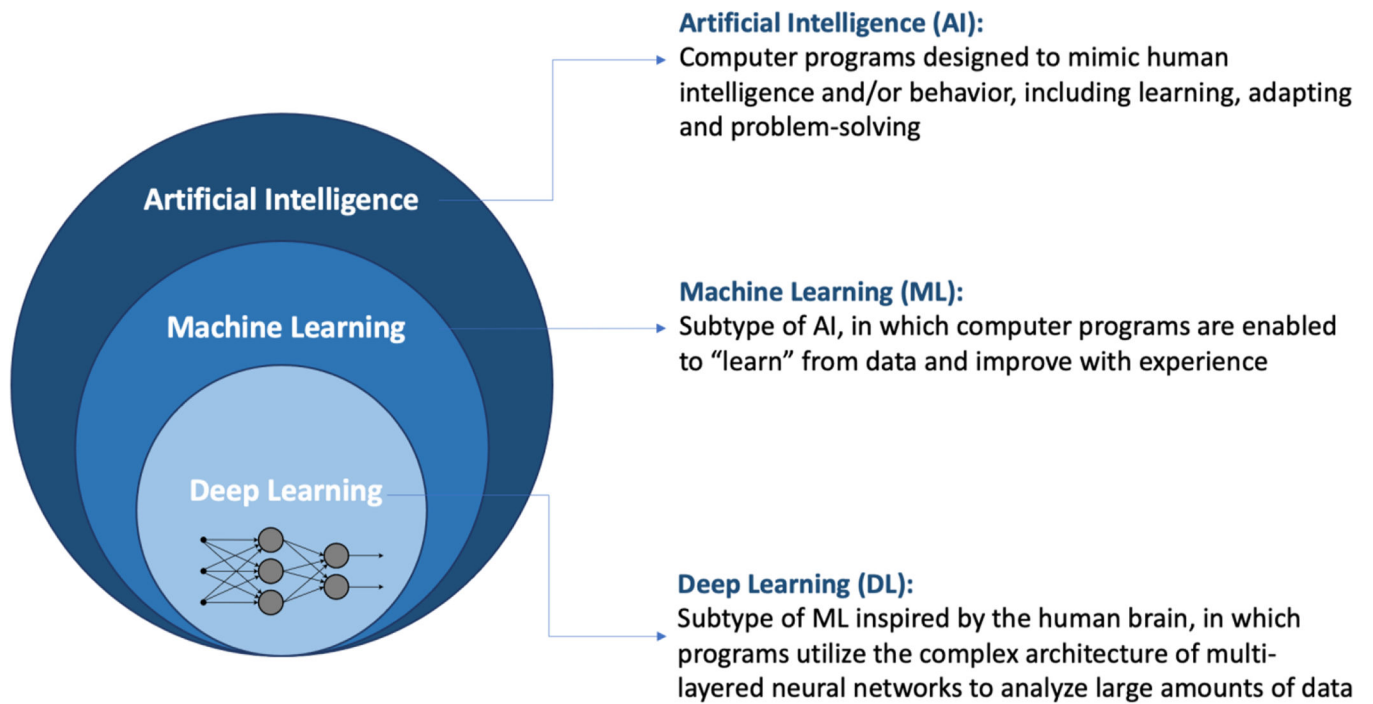 Artificial Intelligence (AI):
Computer programs designed to mimic human
intelligence and/or behavior, including learning, adapting
and problem-solving
Artificial Intelligence
Machine Learning (ML):
Subtype of AI, in which computer programs are enabled
to “learn” from data and improve with experience
Machine Learning
Deep Learning
Deep Learning (DL):
Subtype of ML inspired by the human brain, in which
programs utilize the complex architecture of multi-
layered neural networks to analyze large amounts of data